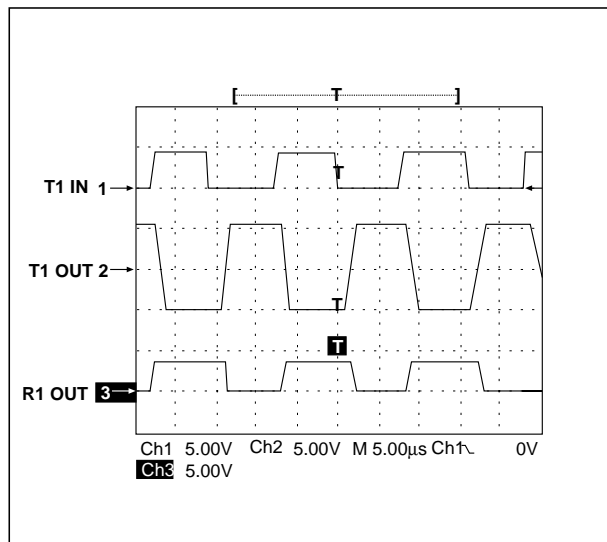 [ T ]
T
T1 IN 1
T1 OUT 2
T
T
R1 OUT 3
Ch1 5.00V Ch2 5.00V M 5.00µs Ch1 0V
Ch3 5.00V